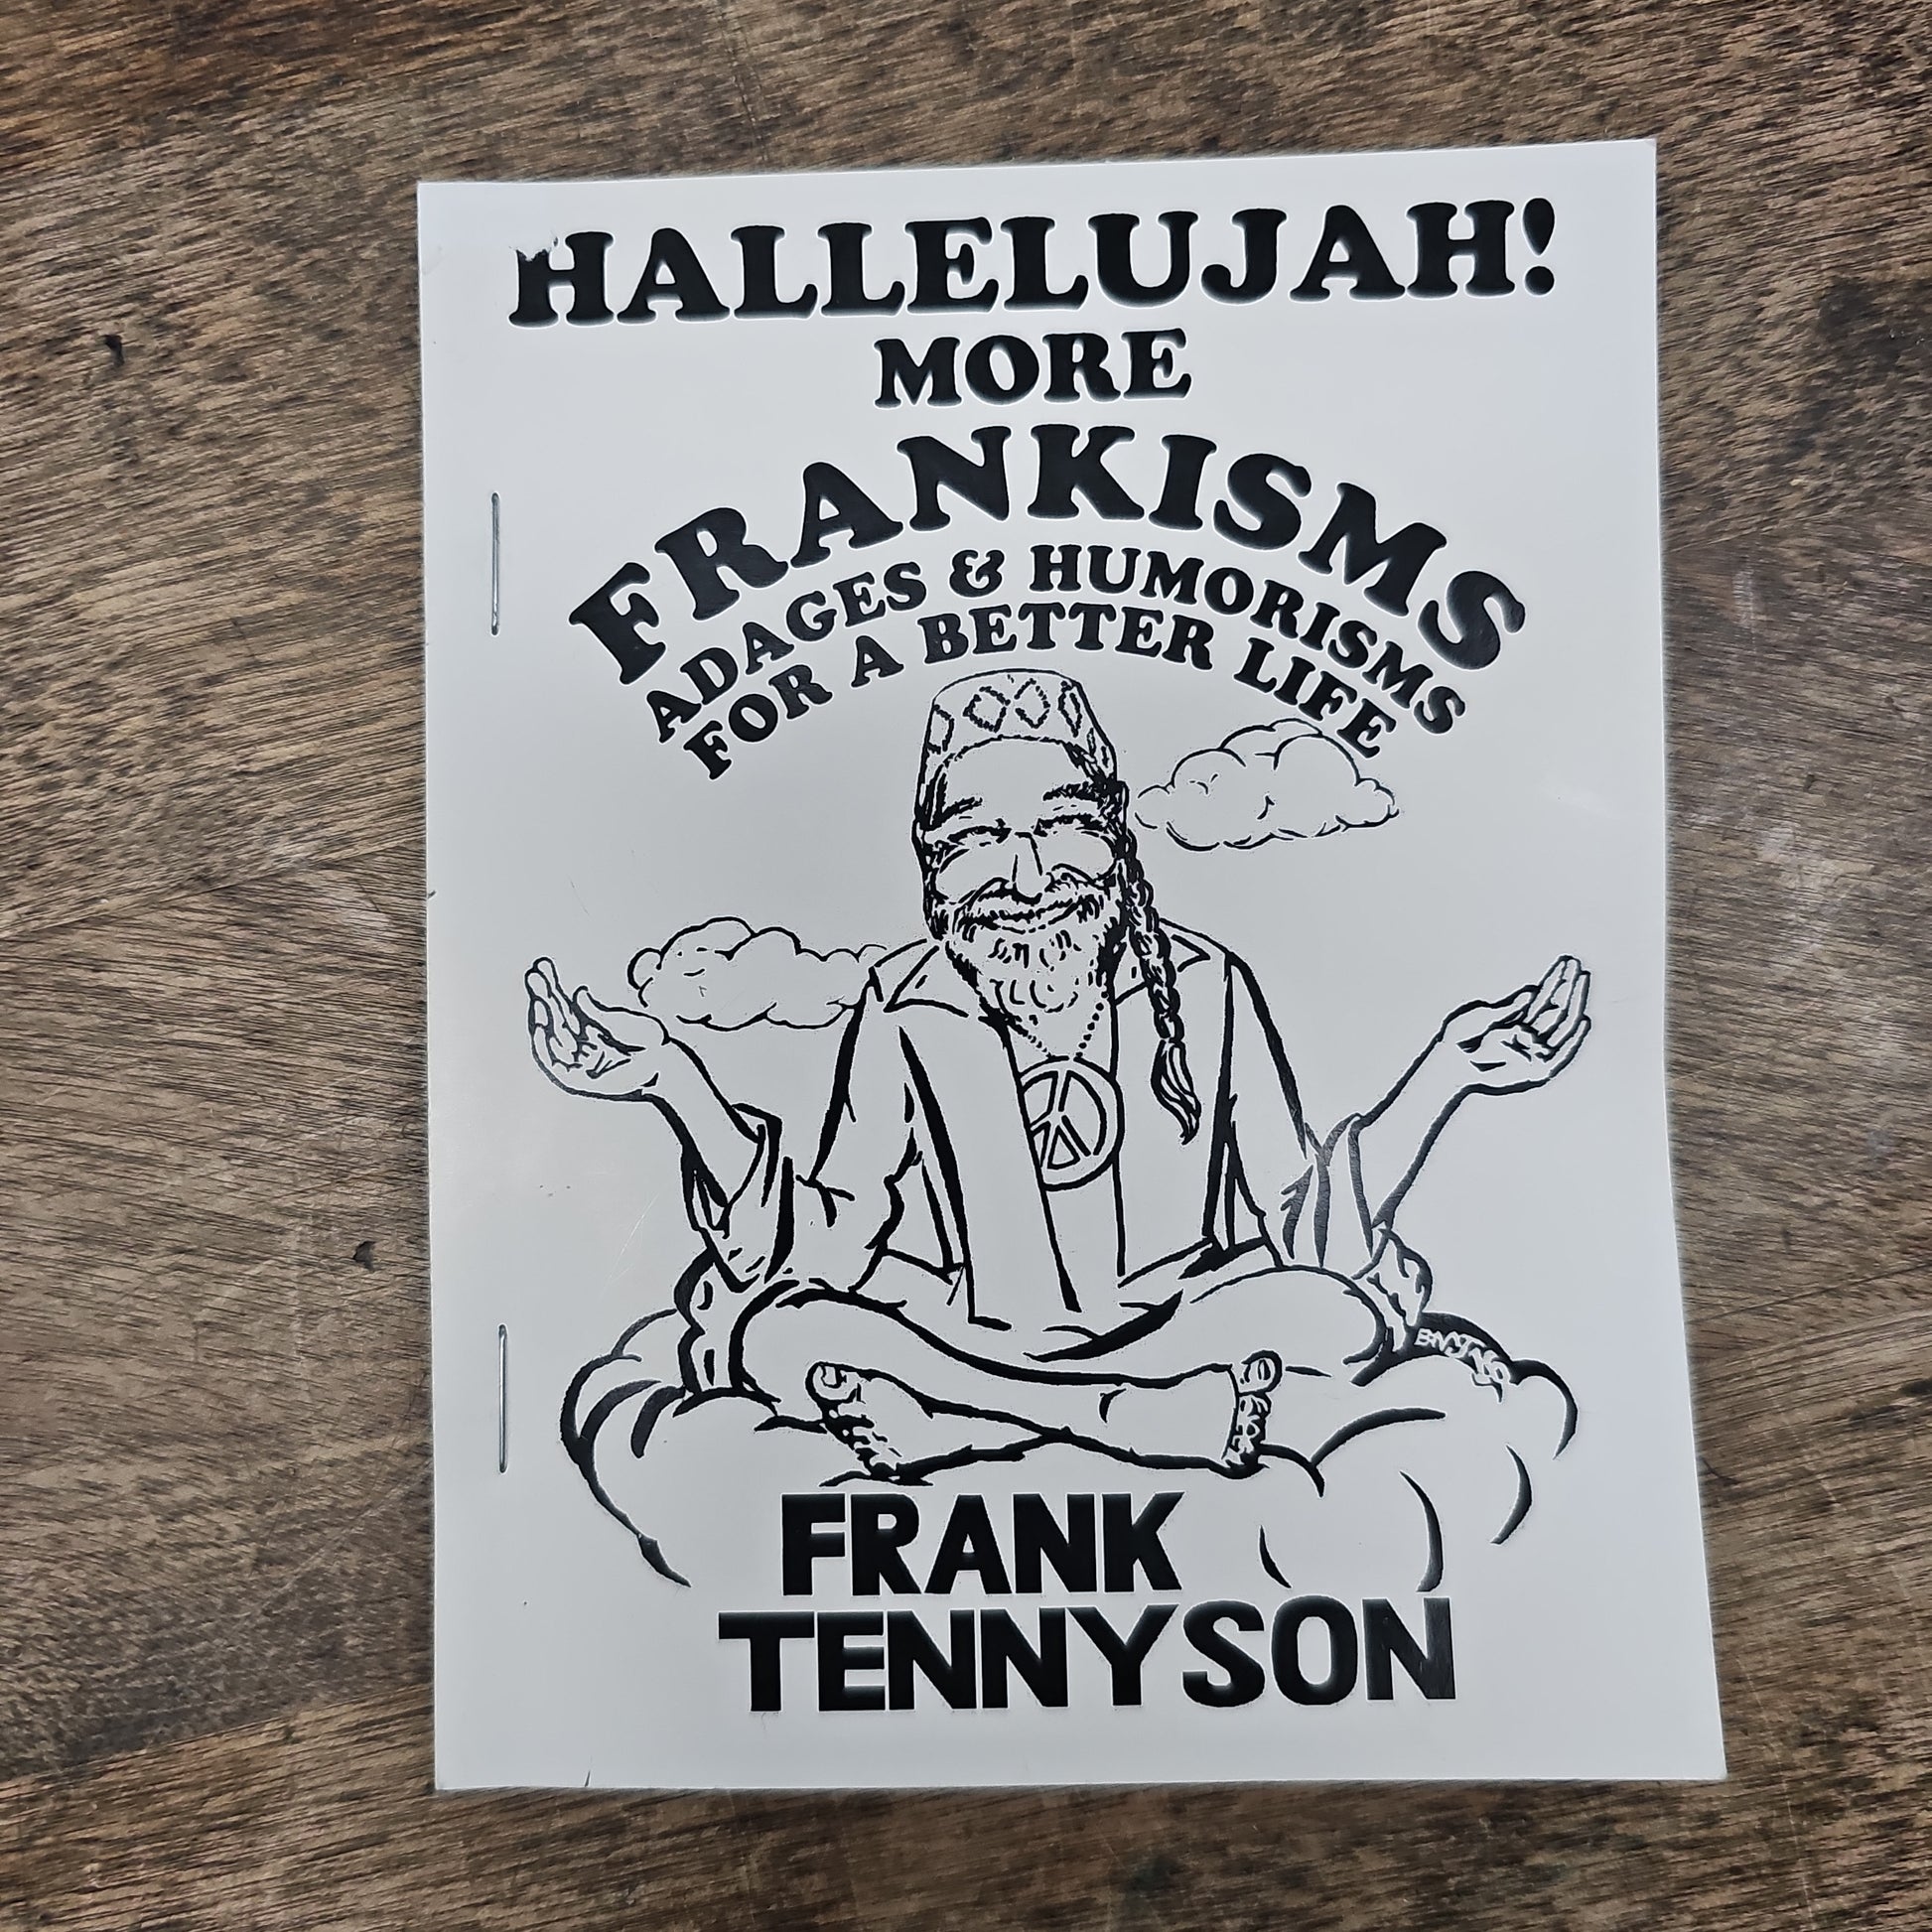 HALLELUJAH!
MORE
FRANKISMS
ADAGES & HUMORISMS
FOR A BETTER LIFE
FRANK
TENNYSON